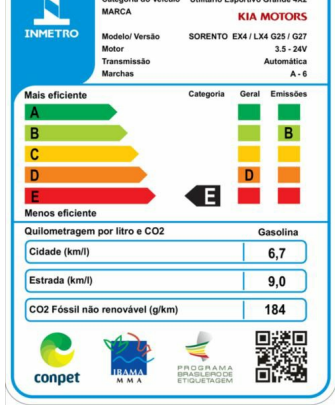 Categoria do Veículo Utilitário Esportivo Grande 4x2
INMETRO
MARCA KIA MOTORS
Modelo/ Versão SORENTO EX4 / LX4 G25 / G27
Motor 3.5 - 24V
Transmissão Automática
Marchas A - 6
Mais eficiente Categoria Geral Emissões
A
B B
C
D D
E E
Menos eficiente
Quilometragem por litro e CO2 Gasolina
Cidade (km/l) 6,7
Estrada (km/l) 9,0
CO2 Fóssil não renovável (g/km) 184
conpet
IBAMA
M M A
PROGRAMA
BRASILEIRO DE
ETIQUETAGEM